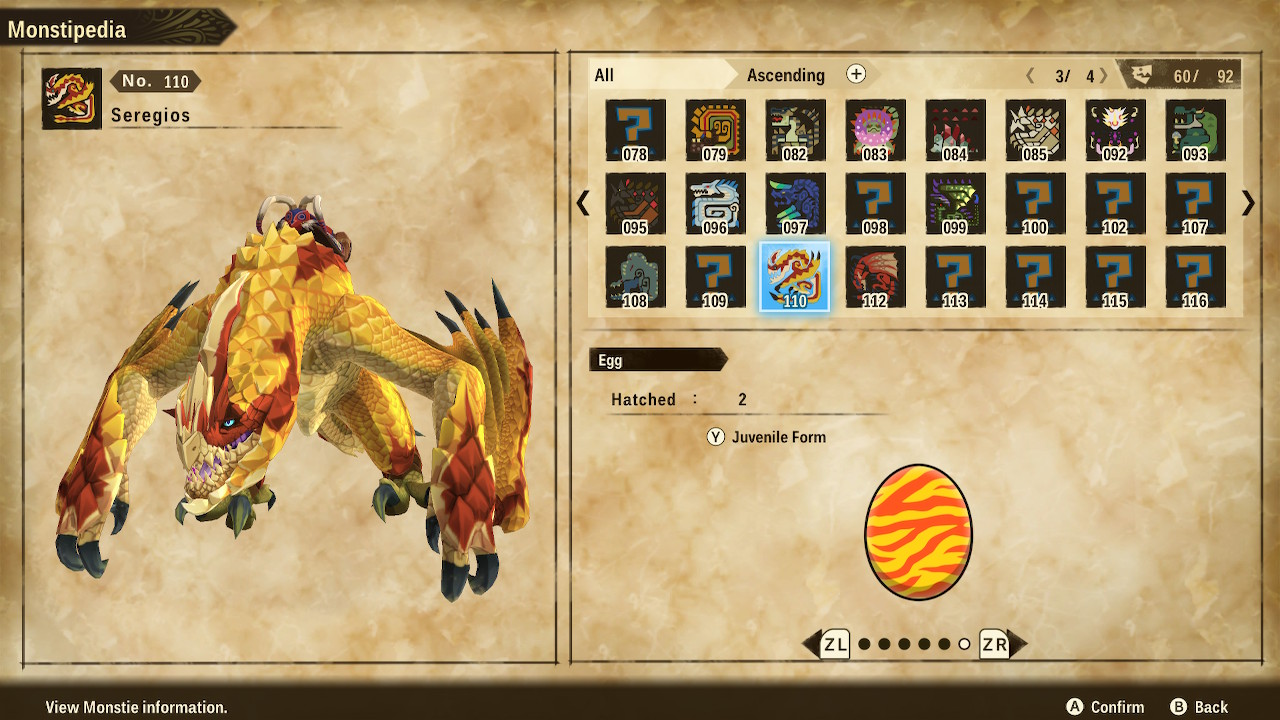 Monstipedia
No. 110
Seregios
All
Ascending
3/ 4
60/ 92
078 079 082 083 084 085 092 093
095 096 097 098 099 100 102 107
108 109 110 112 113 114 115 116
Egg
Hatched : 2
Y Juvenile Form
ZL ZR
View Monstie information.
A Confirm B Back